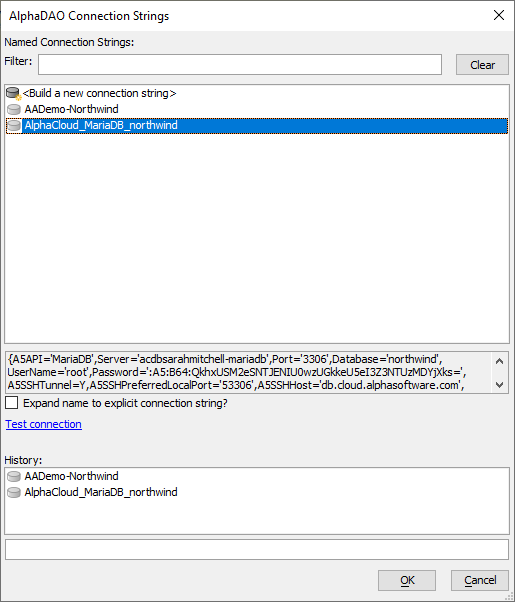 AlphaDAO Connection Strings
Named Connection Strings:
Filter:
Clear
<Build a new connection string>
AADemo-Northwind
AlphaCloud_MariaDB_northwind
{A5API='MariaDB',Server='acdbsarahmitchell-mariadb',Port='3306',Database='northwind',
UserName='root',Password=':A5:B64:QkhxUSM2eSNTJENIU0wzUGkkeU5eI3Z3NTUzMDYjXks=',
A5SSHTunnel=Y,A5SSHPreferredLocalPort='53306',A5SSHHost='db.cloud.alphasoftware.com',
Expand name to explicit connection string?
Test connection
History:
AADemo-Northwind
AlphaCloud_MariaDB_northwind
OK
Cancel